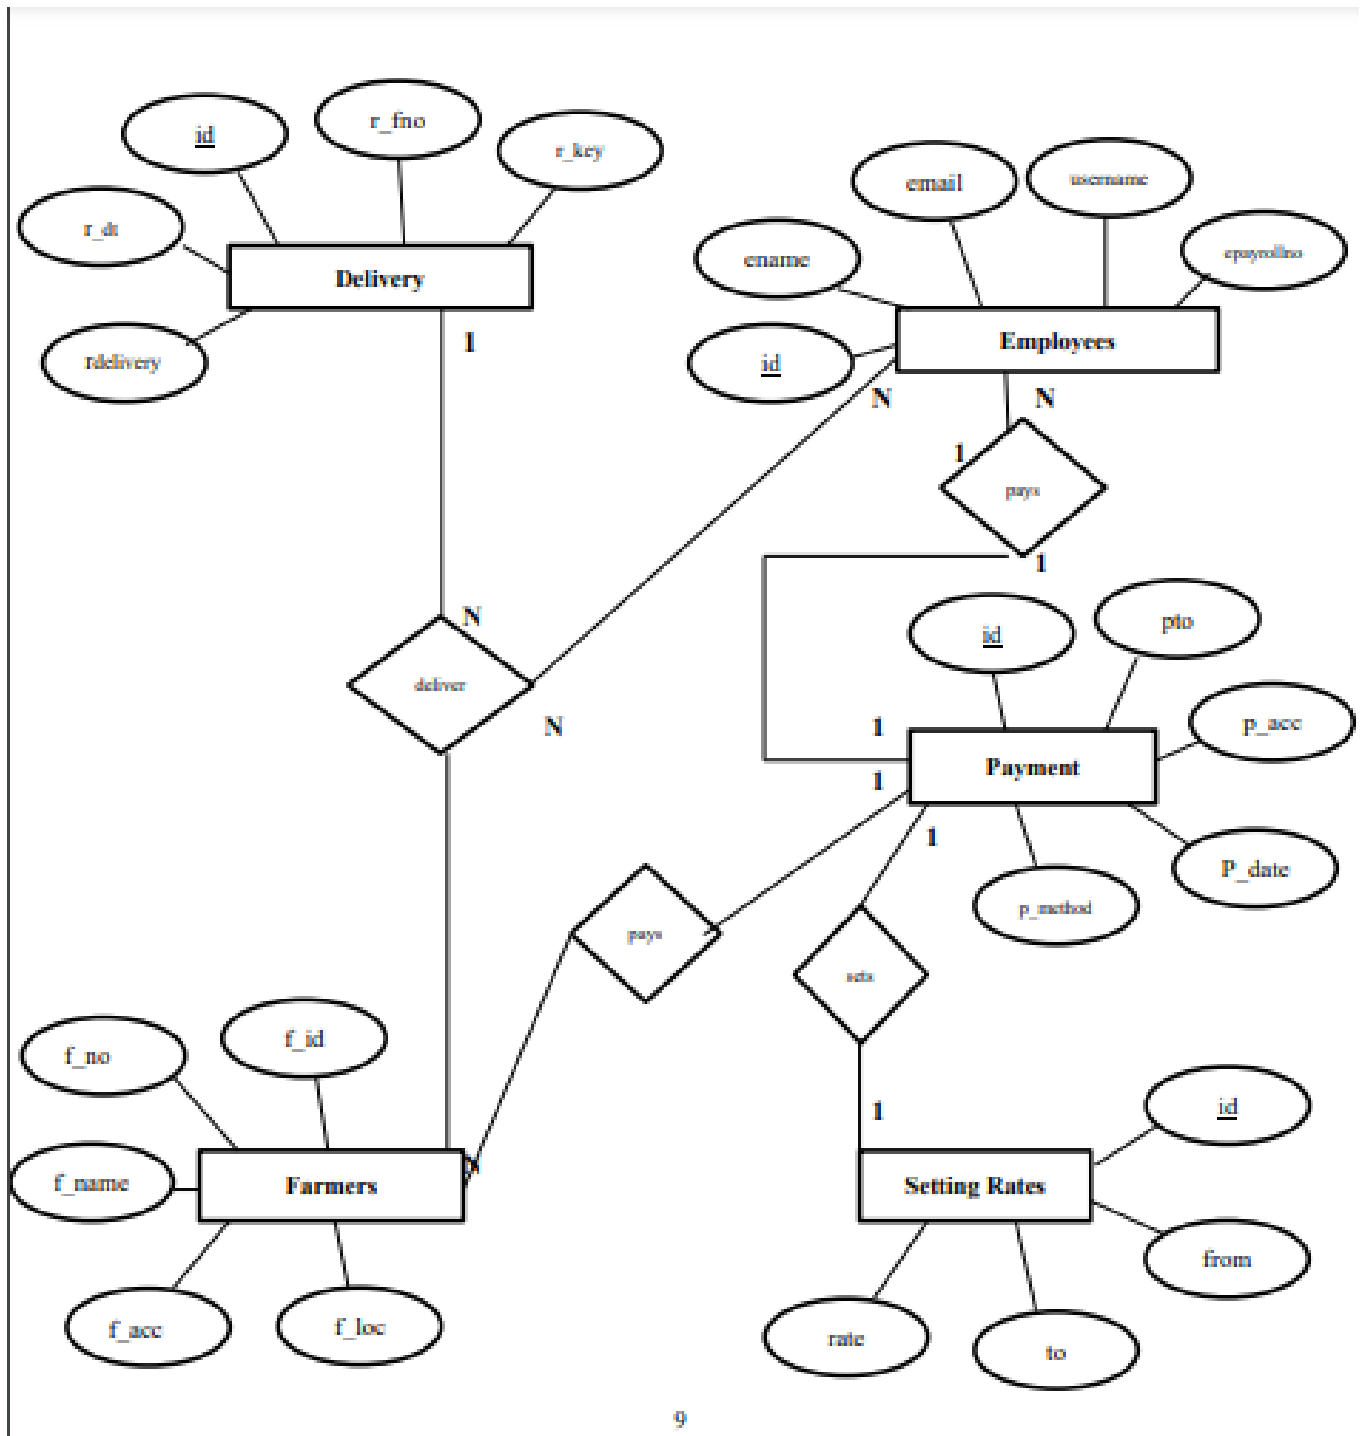 id
r_fno
r_key
r_dt
Delivery
rdelivery
1
email
username
ename
epayrollno
Employees
id
N
N
1
pays
1
N
deliver
N
id
pto
p_acc
1
Payment
1
1
P_date
p_method
pays
sets
f_no
f_id
f_name
N
Farmers
f_acc
f_loc
1
id
Setting Rates
from
rate
to
9